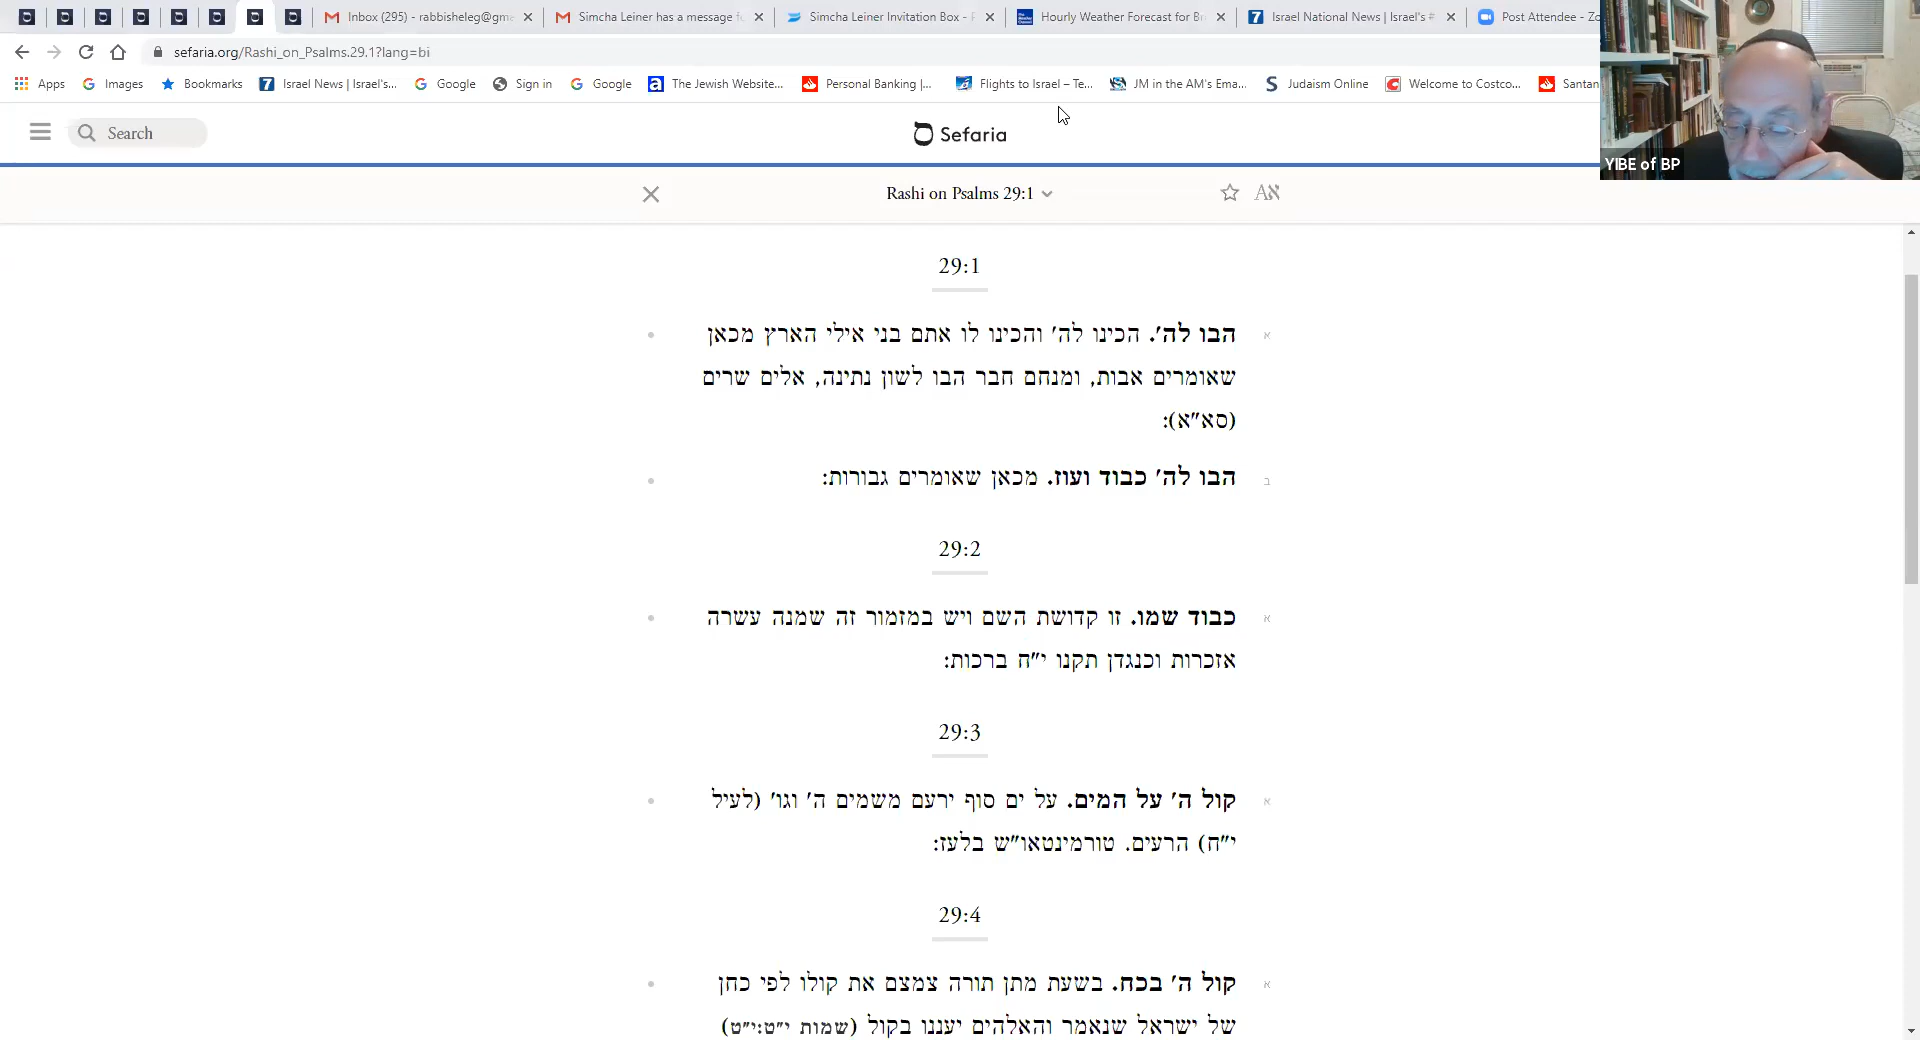 Inbox (295) - rabbisheleg@gm
Simcha Leiner has a message f
Simcha Leiner Invitation Box -
Hourly Weather Forecast for B
Israel National News | Israel's #
Post Attendee - Zo
sefaria.org/Rashi_on_Psalms.29.1?lang=bi
Apps
Images
Bookmarks
Israel News | Israel's...
Google
Sign in
Google
The Jewish Website...
Personal Banking |...
Flights to Israel – Te...
JM in the AM's Ema...
Judaism Online
Welcome to Costco...
Santan
YIBE of BP
Search
Sefaria
Rashi on Psalms 29:1
Aא
29:1
א
הבו לה׳. הכינו לה׳ והכינו לו אתם בני אילי הארץ מכאן
שאומרים אבות, ומנחם חבר הבו לשון נתינה, אלים שרים
(סא״א):
ב
הבו לה׳ כבוד ועוז. מכאן שאומרים גבורות:
29:2
א
כבוד שמו. זו קדושת השם ויש במזמור זה שמנה עשרה
אזכרות וכנגדן תקנו י״ח ברכות:
29:3
א
קול ה׳ על המים. על ים סוף ירעם משמים ה׳ וגו׳ (לעיל
י״ח) הרעים. טורמינטאו״ש בלעז:
29:4
א
קול ה׳ בכח. בשעת מתן תורה צמצם את קולו לפי כחן
של ישראל שנאמר והאלהים יעננו בקול (שמות י״ט:י״ט)